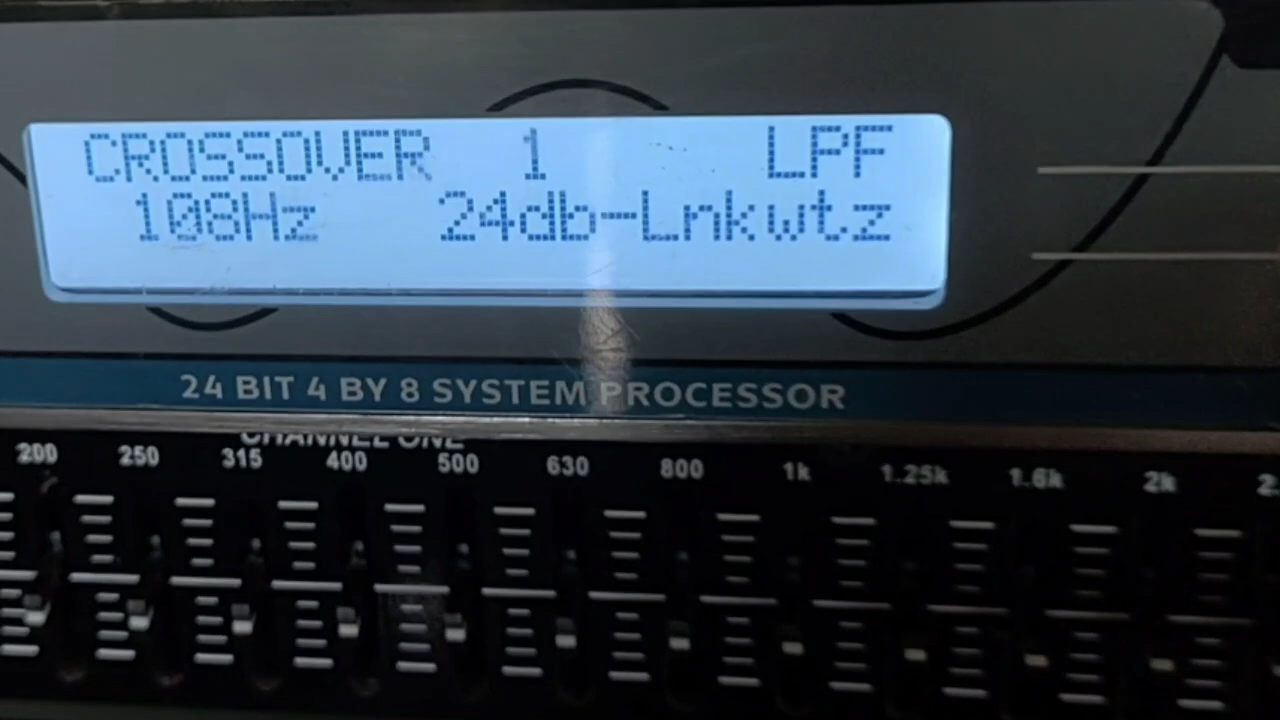 CROSSOVER 1 LPF
108Hz 24db-Lnkwtz
24 BIT 4 BY 8 SYSTEM PROCESSOR
CHANNEL ONE
200 250 315 400 500 630 800 1k 1.25k 1.6k 2k